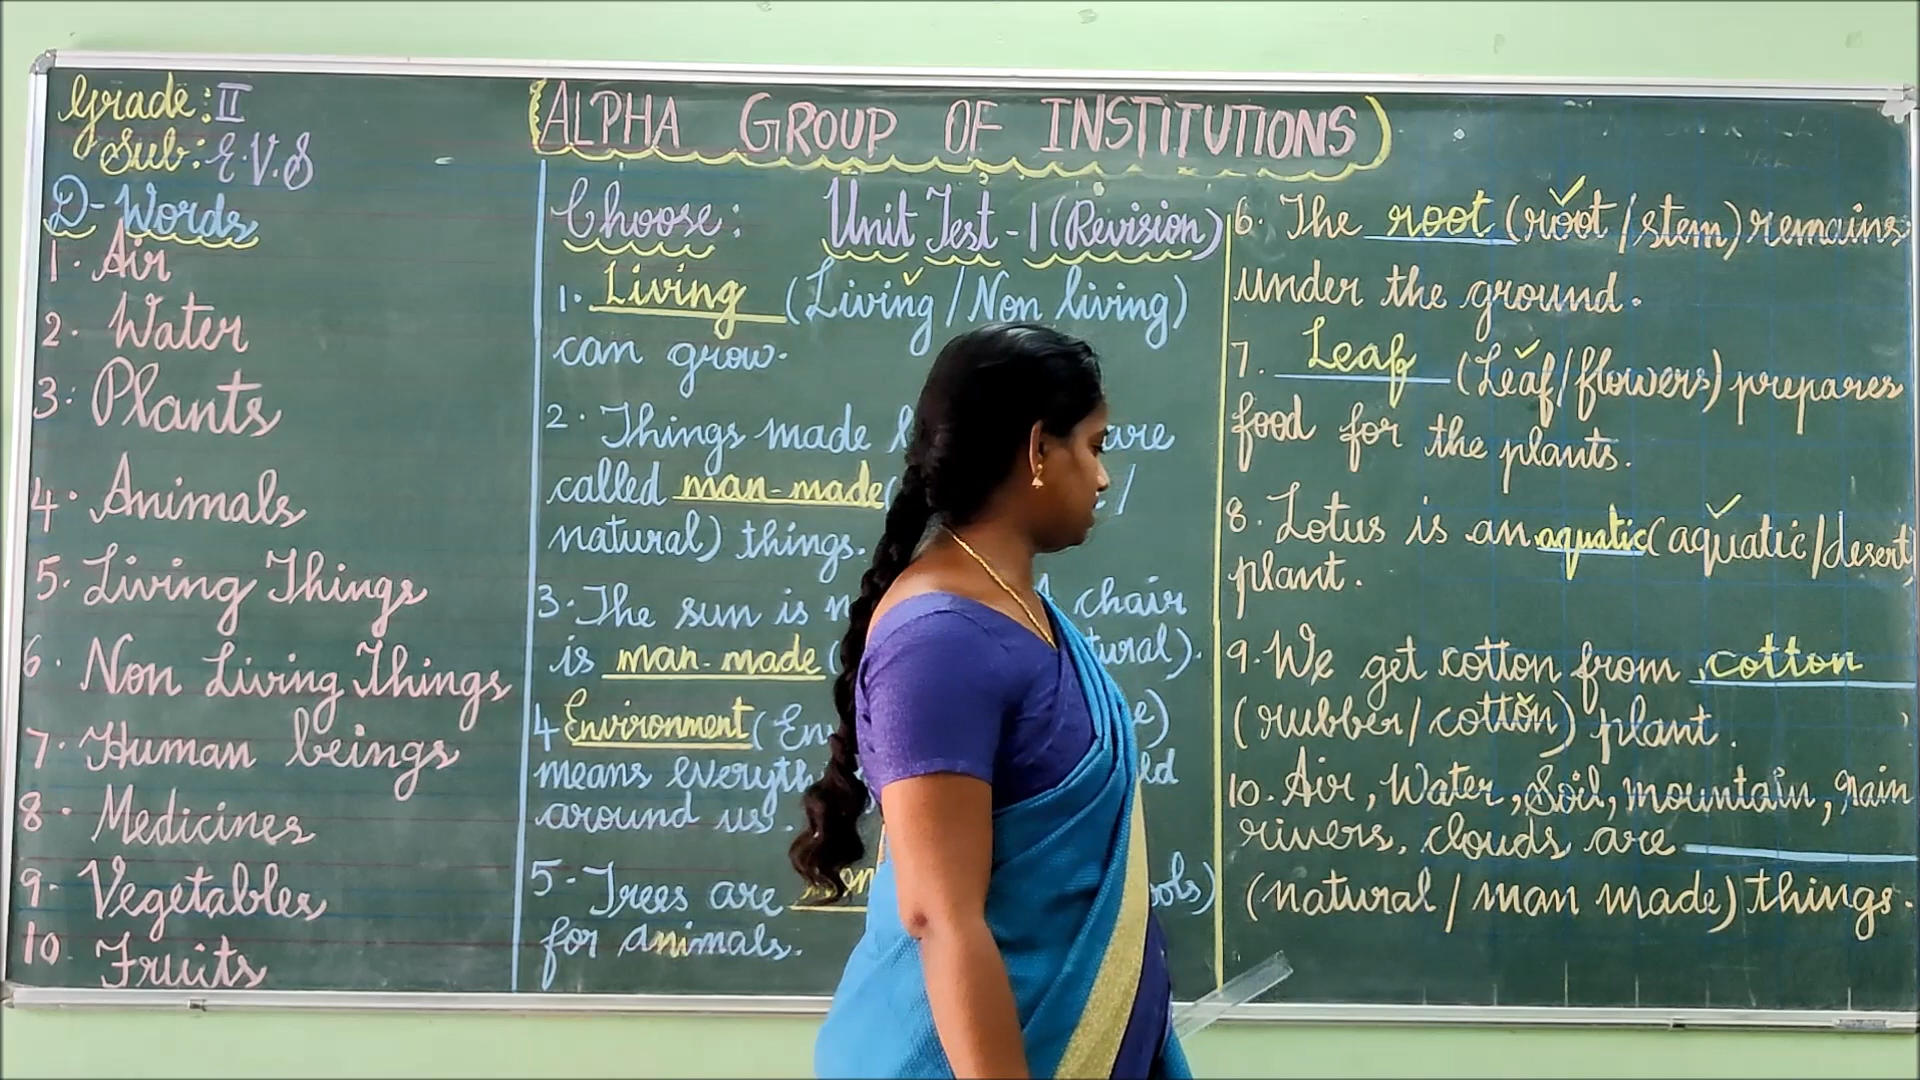 Grade: II
Sub: E.V.S
ALPHA GROUP OF INSTITUTIONS
D-Words
1. Air
2. Water
3. Plants
4. Animals
5. Living Things
6. Non Living Things
7. Human beings
8. Medicines
9. Vegetables
10. Fruits
Choose: Unit Test-1 (Revision)
1. Living (Living / Non living)
can grow.
2. Things made are
called man-made( /
natural) things.
3. The sun is chair
is man-made (
4 Environment (
means
around us.
5. Trees are
for animals.
6. The root (root / stem) remains
under the ground.
7. Leaf (Leaf/flowers) prepares
food for the plants.
8. Lotus is an aquatic (aquatic/desert)
plant.
9. We get cotton from cotton
(rubber/cotton) plant.
10. Air, Water, Soil, mountain, rain
rivers, clouds are
(natural / man made) things.